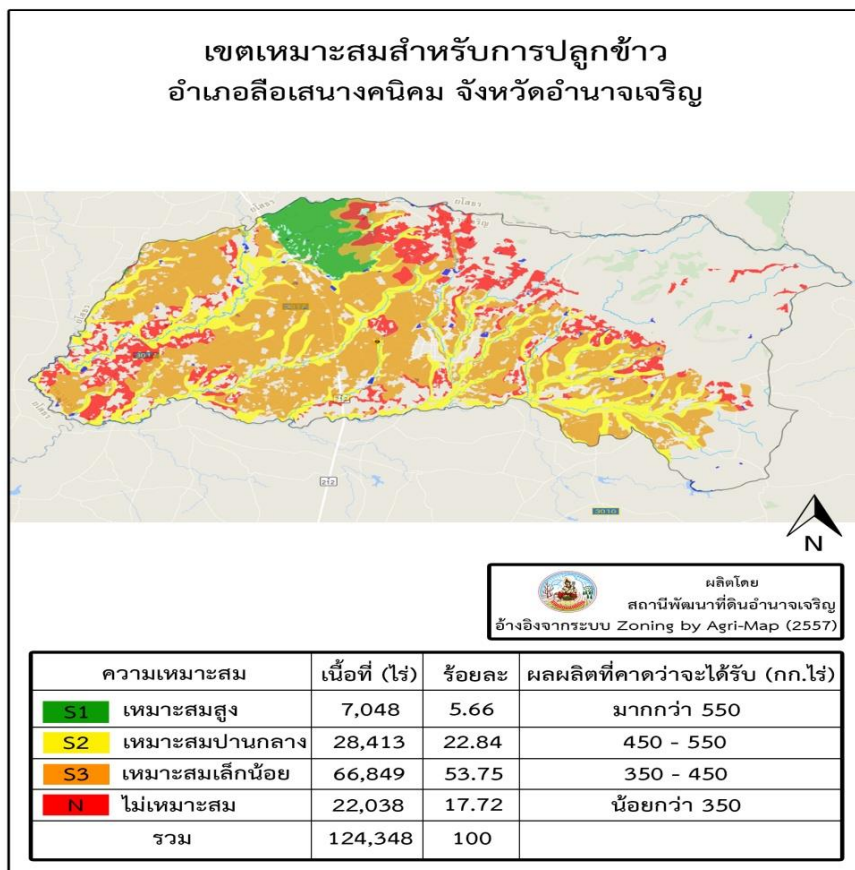 เขตเหมาะสมสำหรับการปลูกข้าว
อำเภอลืออเสนางคนิคม จังหวัดอำนาจเจริญ
ยโสธร
212
212
3010
N
ผลิตโดย
สถานีพัฒนาที่ดินอำนาจเจริญ
อ้างอิงจากระบบ Zoning by Agri-Map (2557)
ความเหมาะสม เนื้อที่ (ไร่) ร้อยละ ผลผลิตที่คาดว่าจะได้รับ (กก.ไร่)
S1 เหมาะสมสูง 7,048 5.66 มากกว่า 550
S2 เหมาะสมปานกลาง 28,413 22.84 450 - 550
S3 เหมาะสมเล็กน้อย 66,849 53.75 350 - 450
N ไม่เหมาะสม 22,038 17.72 น้อยกว่า 350
รวม 124,348 100